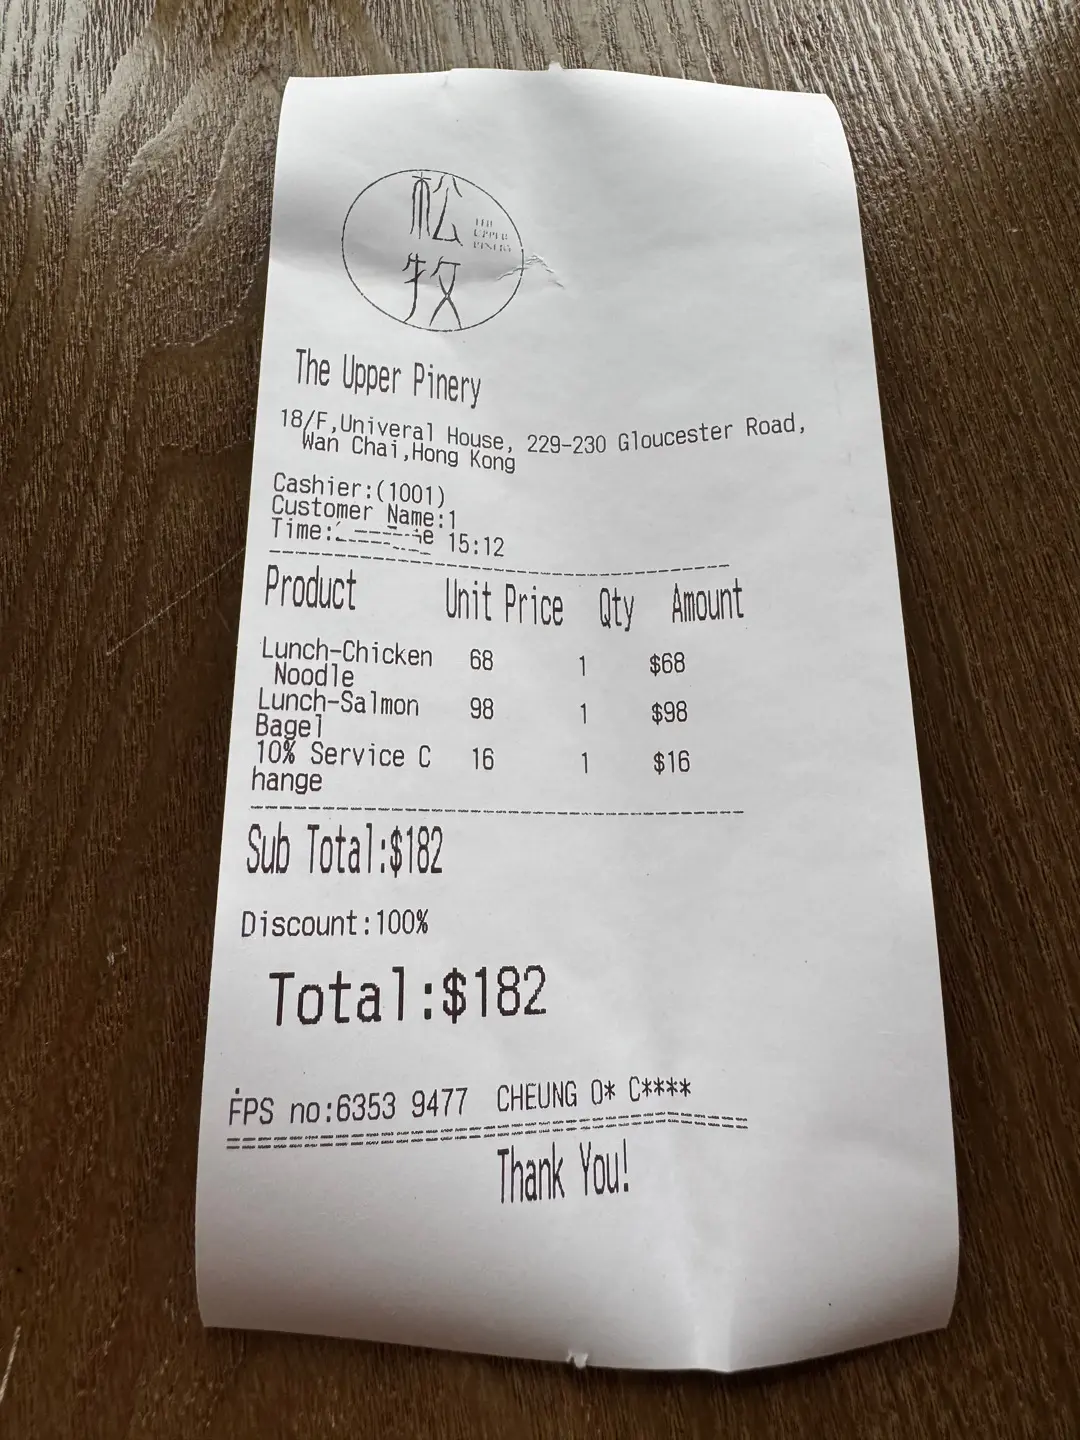 松
牧
THE
UPPER
PINERY
The Upper Pinery
18/F,Univeral House, 229-230 Gloucester Road,
Wan Chai,Hong Kong
Cashier:(1001)
Customer Name:1
Time: 15:12
Product Unit Price Qty Amount
Lunch-Chicken 68 1 $68
Noodle
Lunch-Salmon 98 1 $98
Bagel
10% Service C 16 1 $16
hange
Sub Total:$182
Discount:100%
Total:$182
FPS no:6353 9477 CHEUNG O* C****
Thank You!